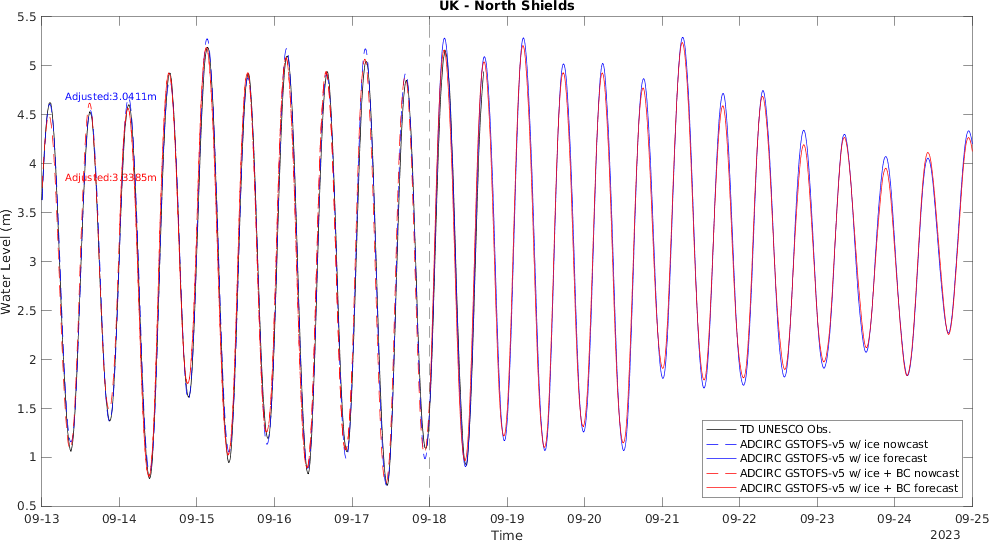 UK - North Shields
5.5
5
4.5
4
3.5
3
2.5
2
1.5
1
0.5
Water Level (m)
Adjusted:3.0411m
Adjusted:3.3385m
TD UNESCO Obs.
ADCIRC GSTOFS-v5 w/ ice nowcast
ADCIRC GSTOFS-v5 w/ ice forecast
ADCIRC GSTOFS-v5 w/ ice + BC nowcast
ADCIRC GSTOFS-v5 w/ ice + BC forecast
09-13 09-14 09-15 09-16 09-17 09-18 09-19 09-20 09-21 09-22 09-23 09-24 09-25
Time
2023